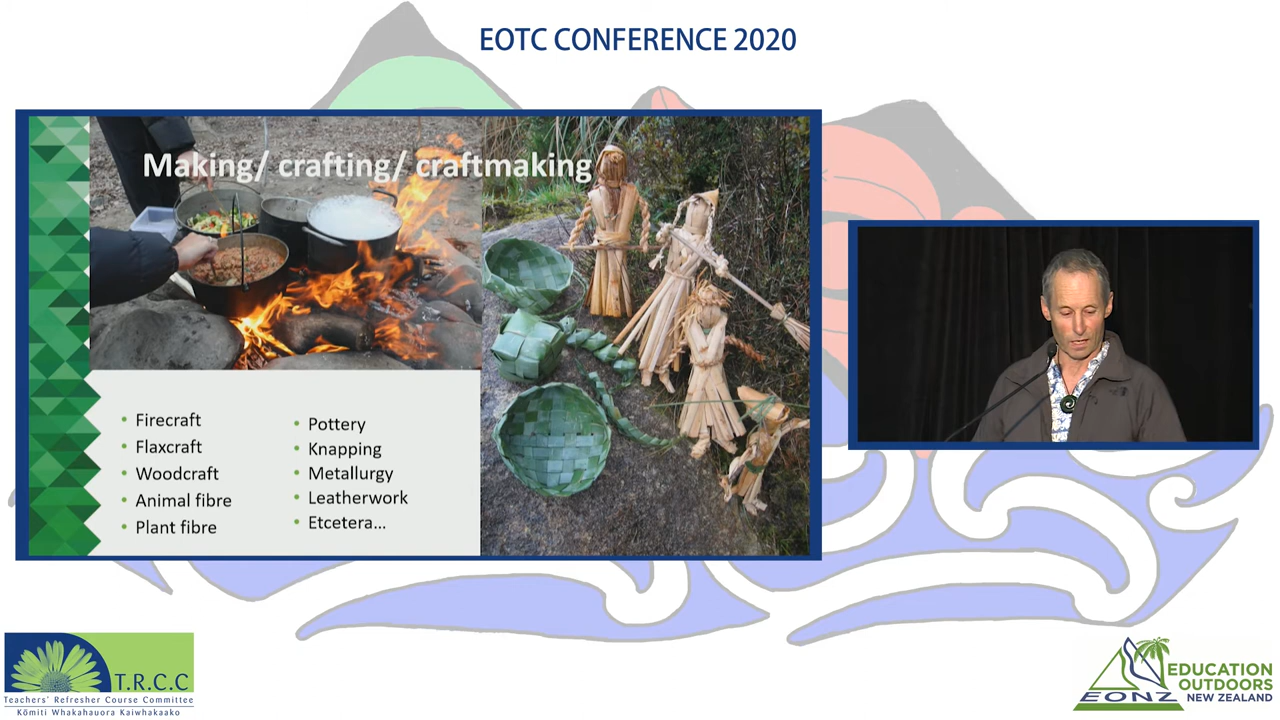 EOTC CONFERENCE 2020
Making/ crafting/ craftmaking
• Firecraft
• Flaxcraft
• Woodcraft
• Animal fibre
• Plant fibre
• Pottery
• Knapping
• Metallurgy
• Leatherwork
• Etcetera...
T.R.C.C
Teachers' Refresher Course Committee
Kōmiti Whakahauora Kaiwhakaako
EONZ
EDUCATION
OUTDOORS
NEW ZEALAND